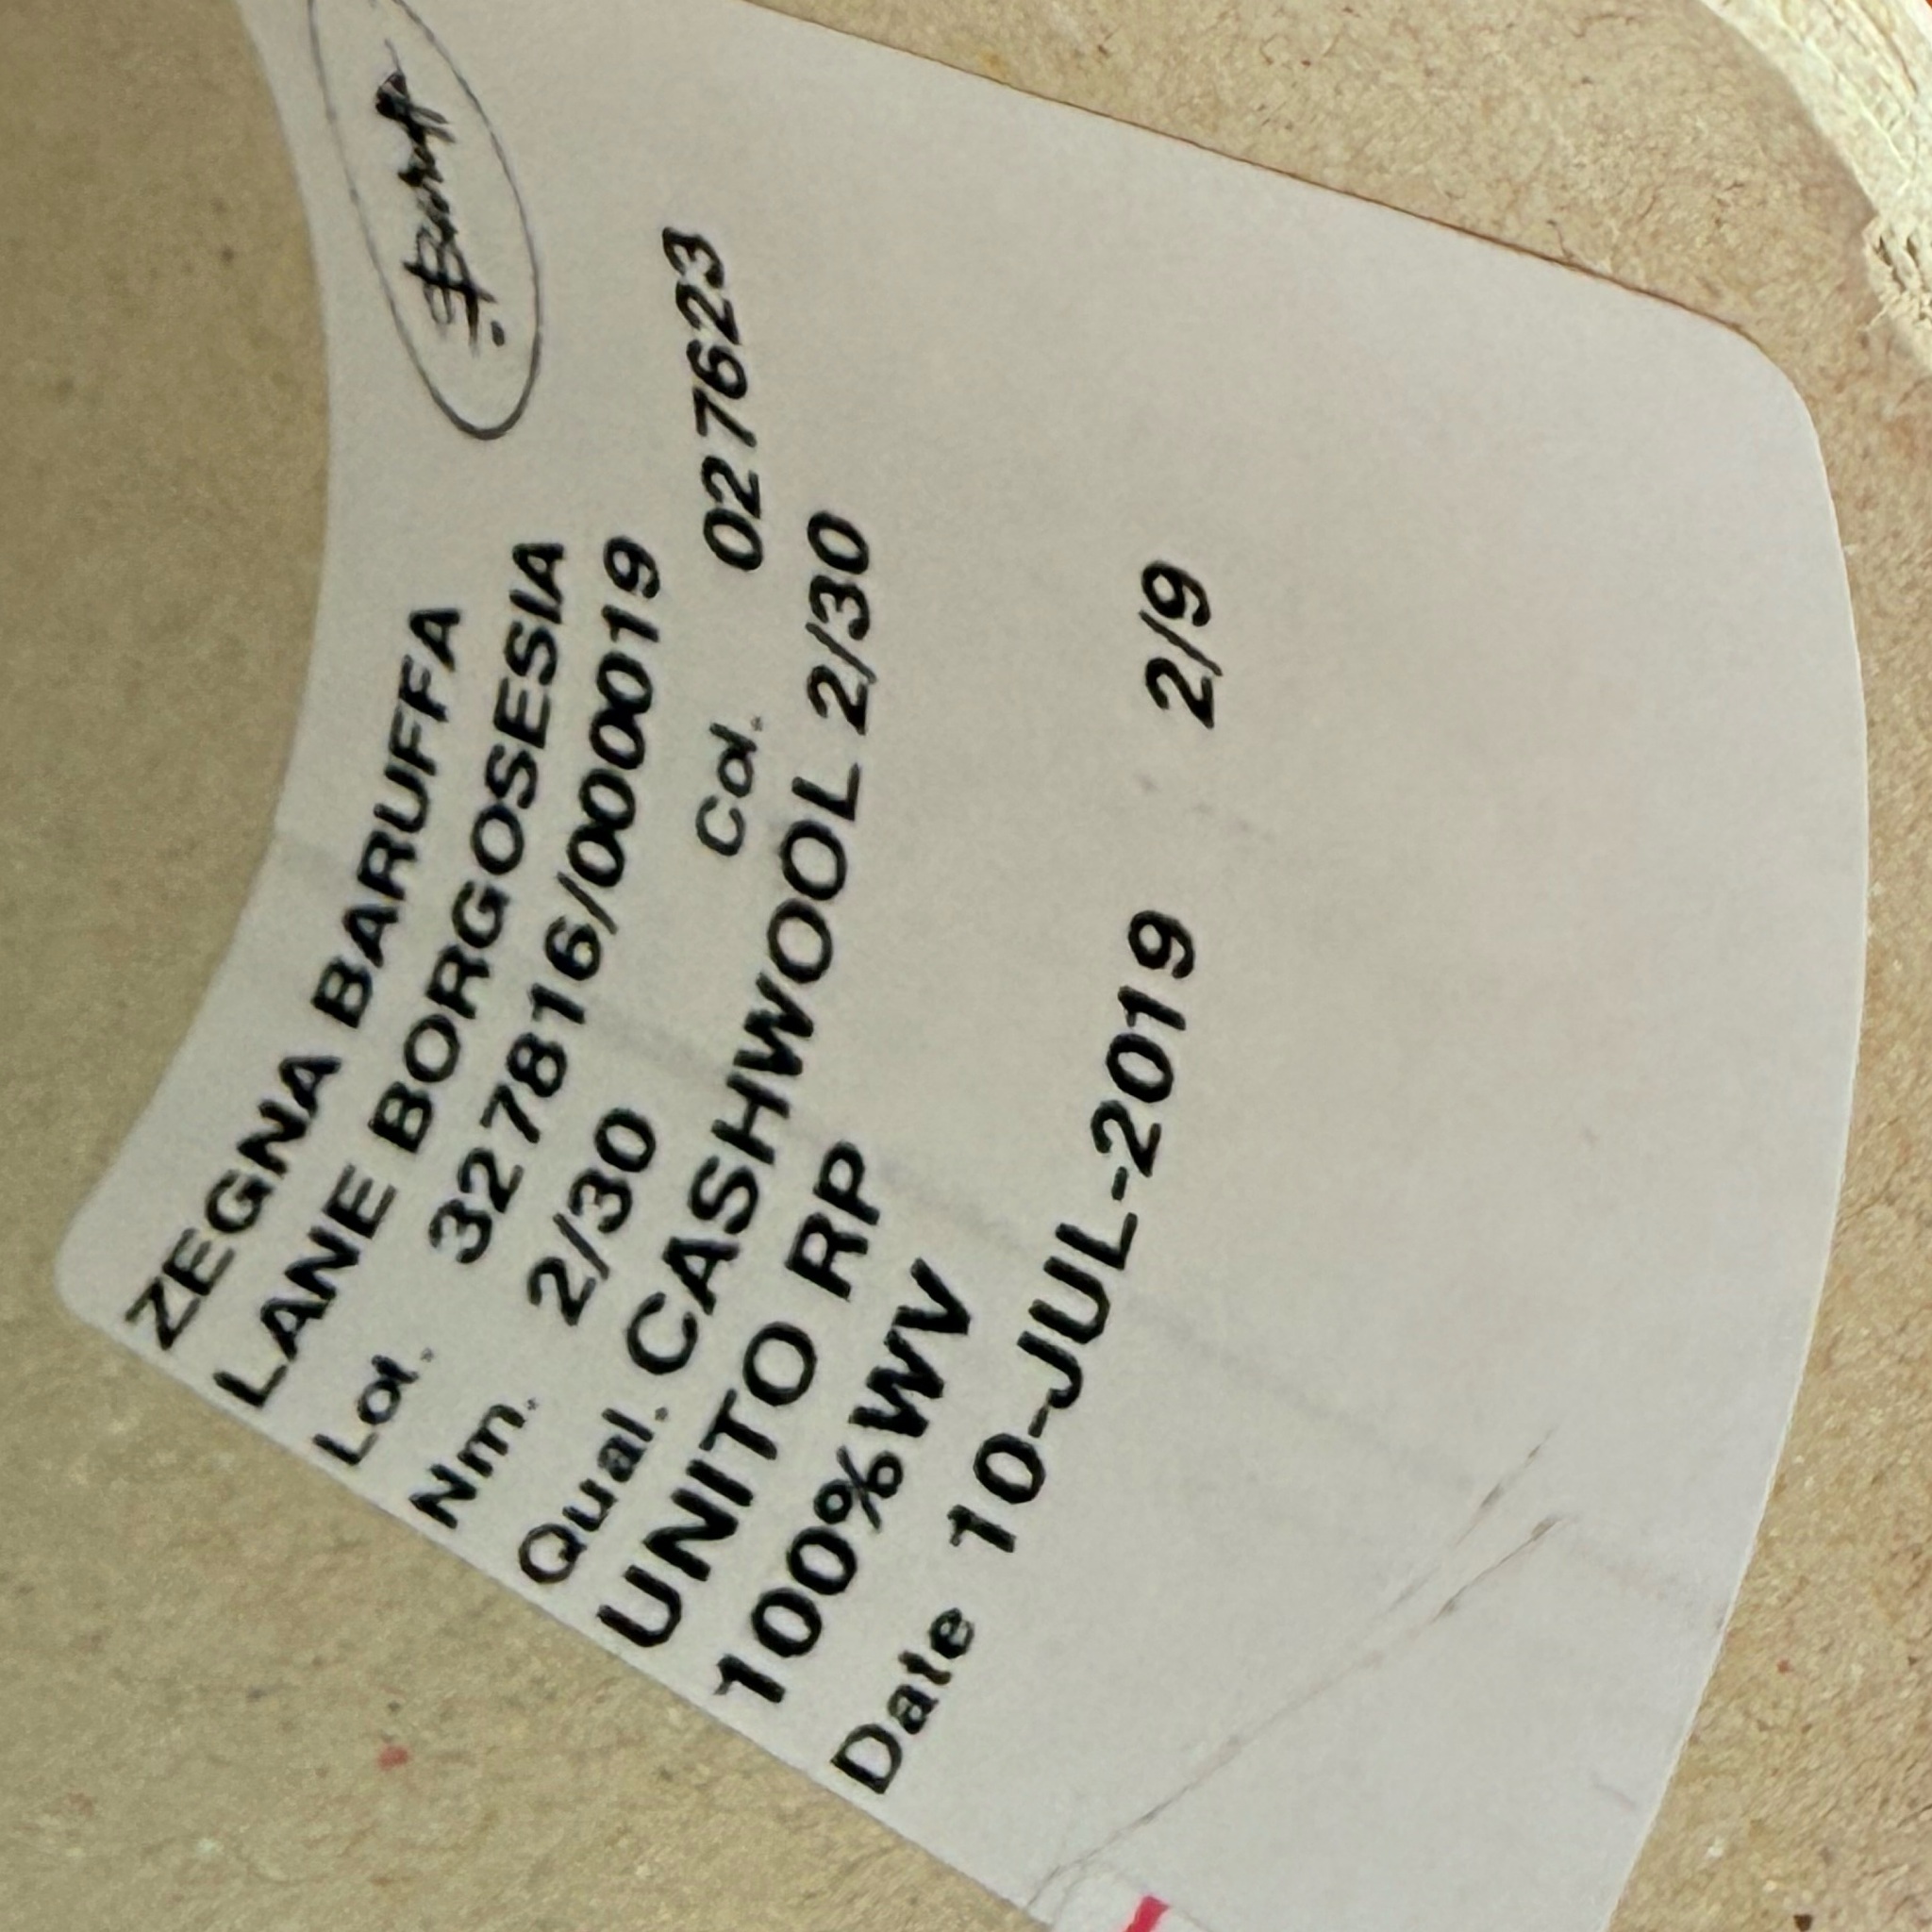 ZEGNA BARUFFA
LANE BORGOSESIA
Lot. 327816/000019
Nm. 2/30 Col. 027623
Qual. CASHWOOL 2/30
UNITO RP
100%WV
Date 10-JUL-2019 2/9